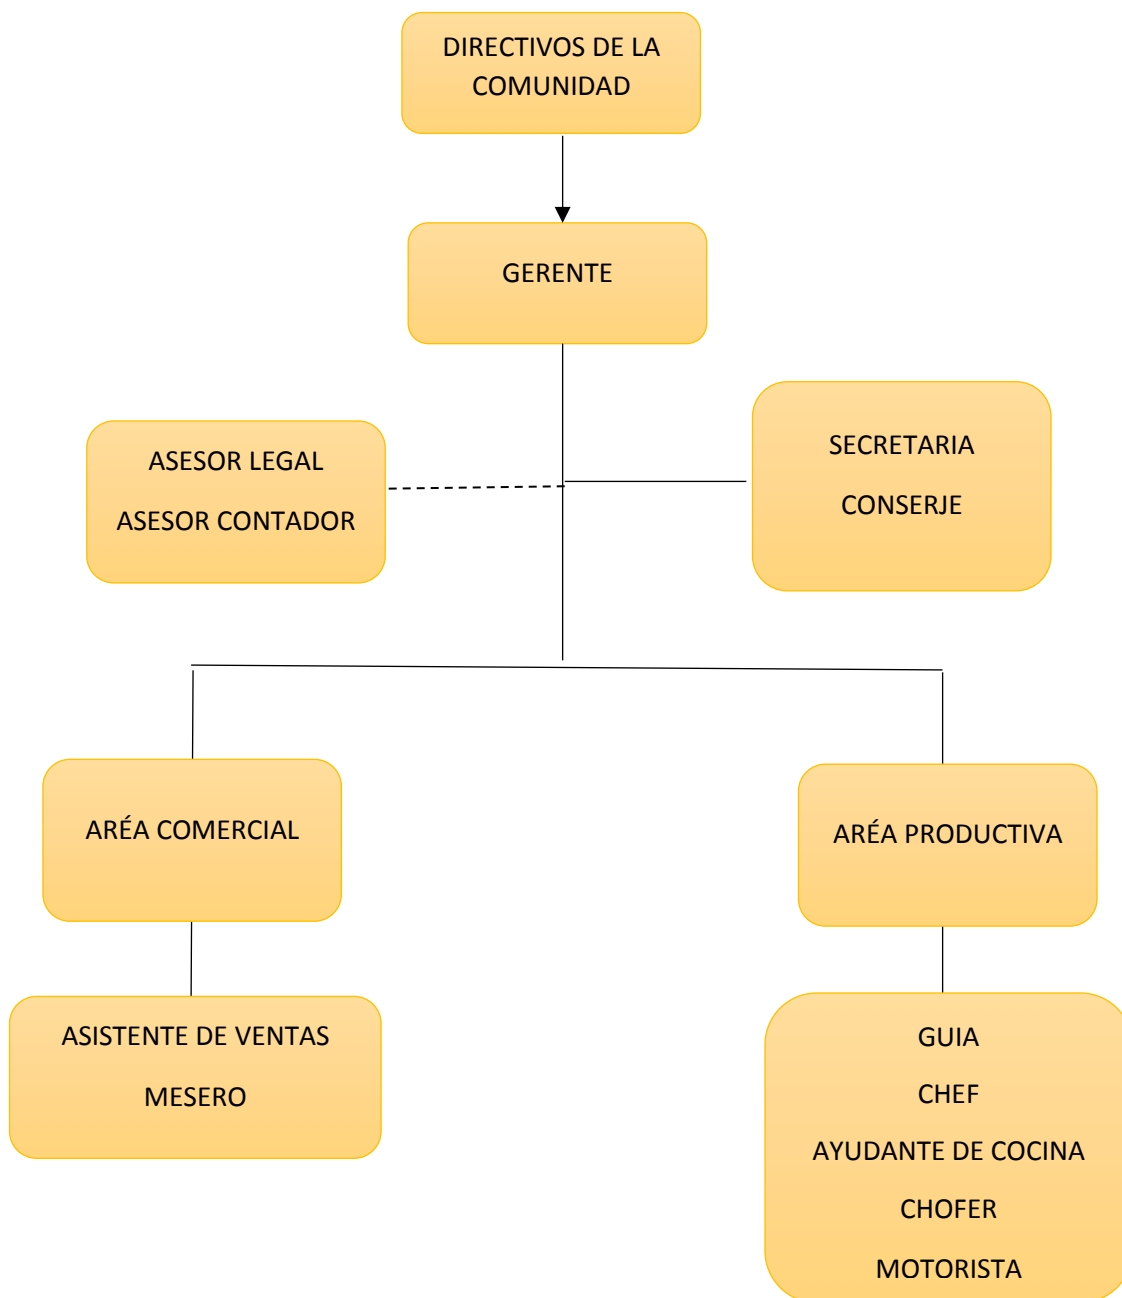 DIRECTIVOS DE LA
COMUNIDAD
GERENTE
ASESOR LEGAL
ASESOR CONTADOR
SECRETARIA
CONSERJE
ARÉA COMERCIAL
ARÉA PRODUCTIVA
ASISTENTE DE VENTAS
MESERO
GUIA
CHEF
AYUDANTE DE COCINA
CHOFER
MOTORISTA